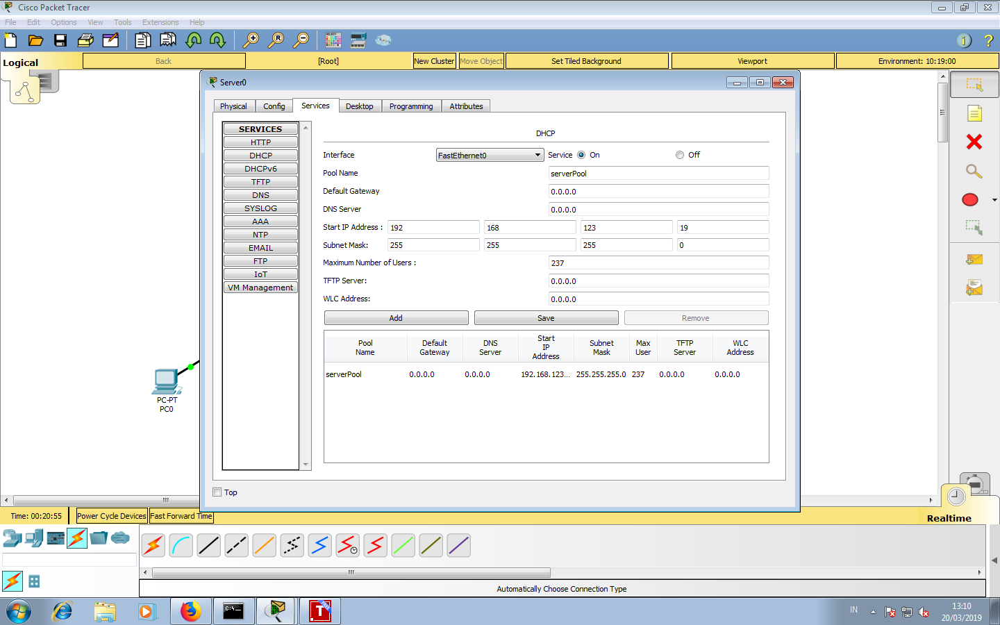 Cisco Packet Tracer
File Edit Options View Tools Extensions Help
Logical
Back
[Root]
New Cluster
Move Object
Set Tiled Background
Viewport
Environment: 10:19:00
Server0
Physical Config Services Desktop Programming Attributes
SERVICES
HTTP
DHCP
DHCPv6
TFTP
DNS
SYSLOG
AAA
NTP
EMAIL
FTP
IoT
VM Management
DHCP
Interface FastEthernet0 Service On Off
Pool Name serverPool
Default Gateway 0.0.0.0
DNS Server 0.0.0.0
Start IP Address : 192 168 123 19
Subnet Mask: 255 255 255 0
Maximum Number of Users : 237
TFTP Server: 0.0.0.0
WLC Address: 0.0.0.0
Add Save Remove
Pool Name Default Gateway DNS Server Start IP Address Subnet Mask Max User TFTP Server WLC Address
serverPool 0.0.0.0 0.0.0.0 192.168.123... 255.255.255.0 237 0.0.0.0 0.0.0.0
PC-PT
PC0
Top
Time: 00:20:55
Power Cycle Devices
Fast Forward Time
Realtime
Automatically Choose Connection Type
IN
13:10
20/03/2019